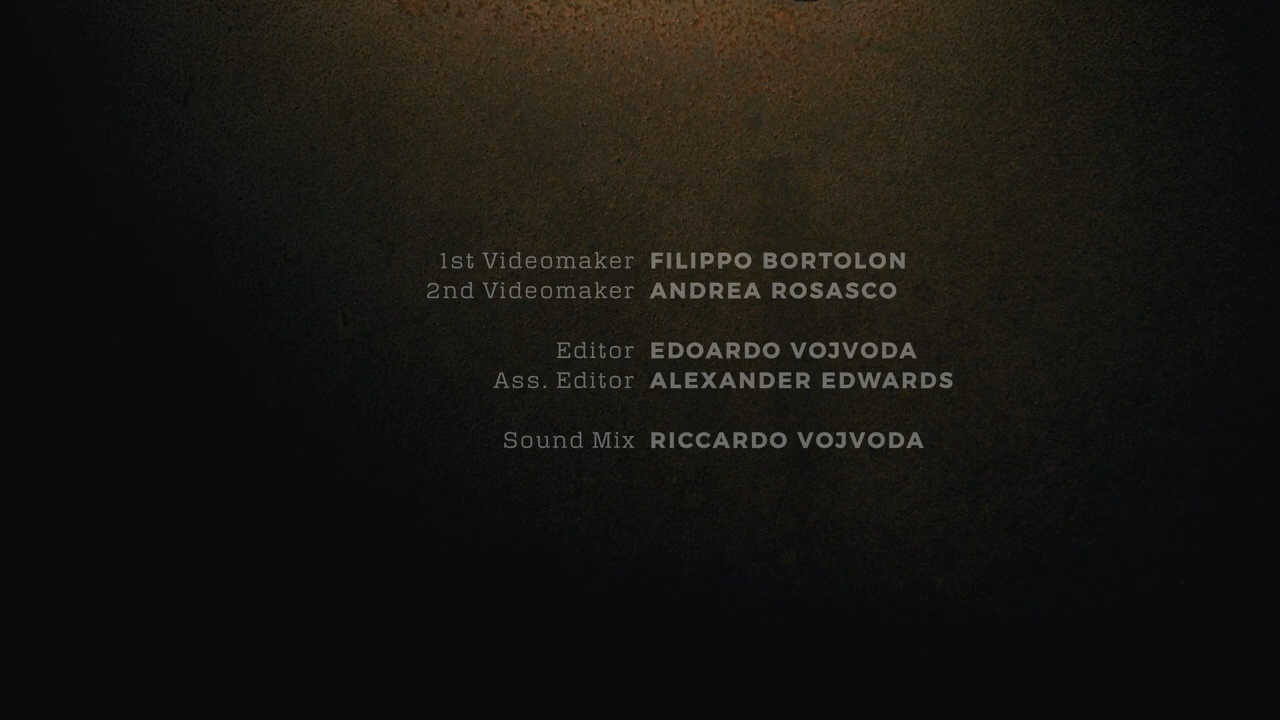 1st Videomaker FILIPPO BORTOLON
2nd Videomaker ANDREA ROSASCO
Editor EDOARDO VOJVODA
Ass. Editor ALEXANDER EDWARDS
Sound Mix RICCARDO VOJVODA